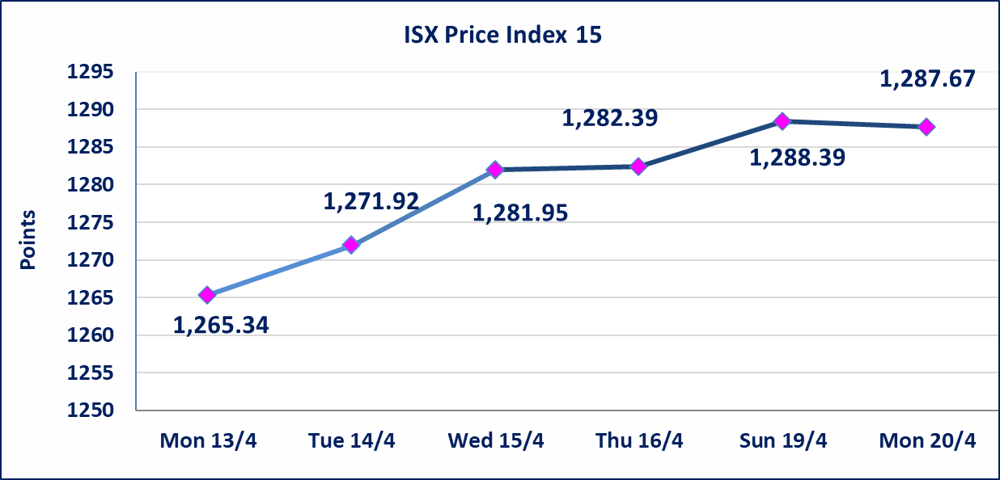 ISX Price Index 15
1295
1290
1285
1280
1275
1270
1265
1260
1255
1250
Points
1,265.34
1,271.92
1,281.95
1,282.39
1,288.39
1,287.67
Mon 13/4
Tue 14/4
Wed 15/4
Thu 16/4
Sun 19/4
Mon 20/4